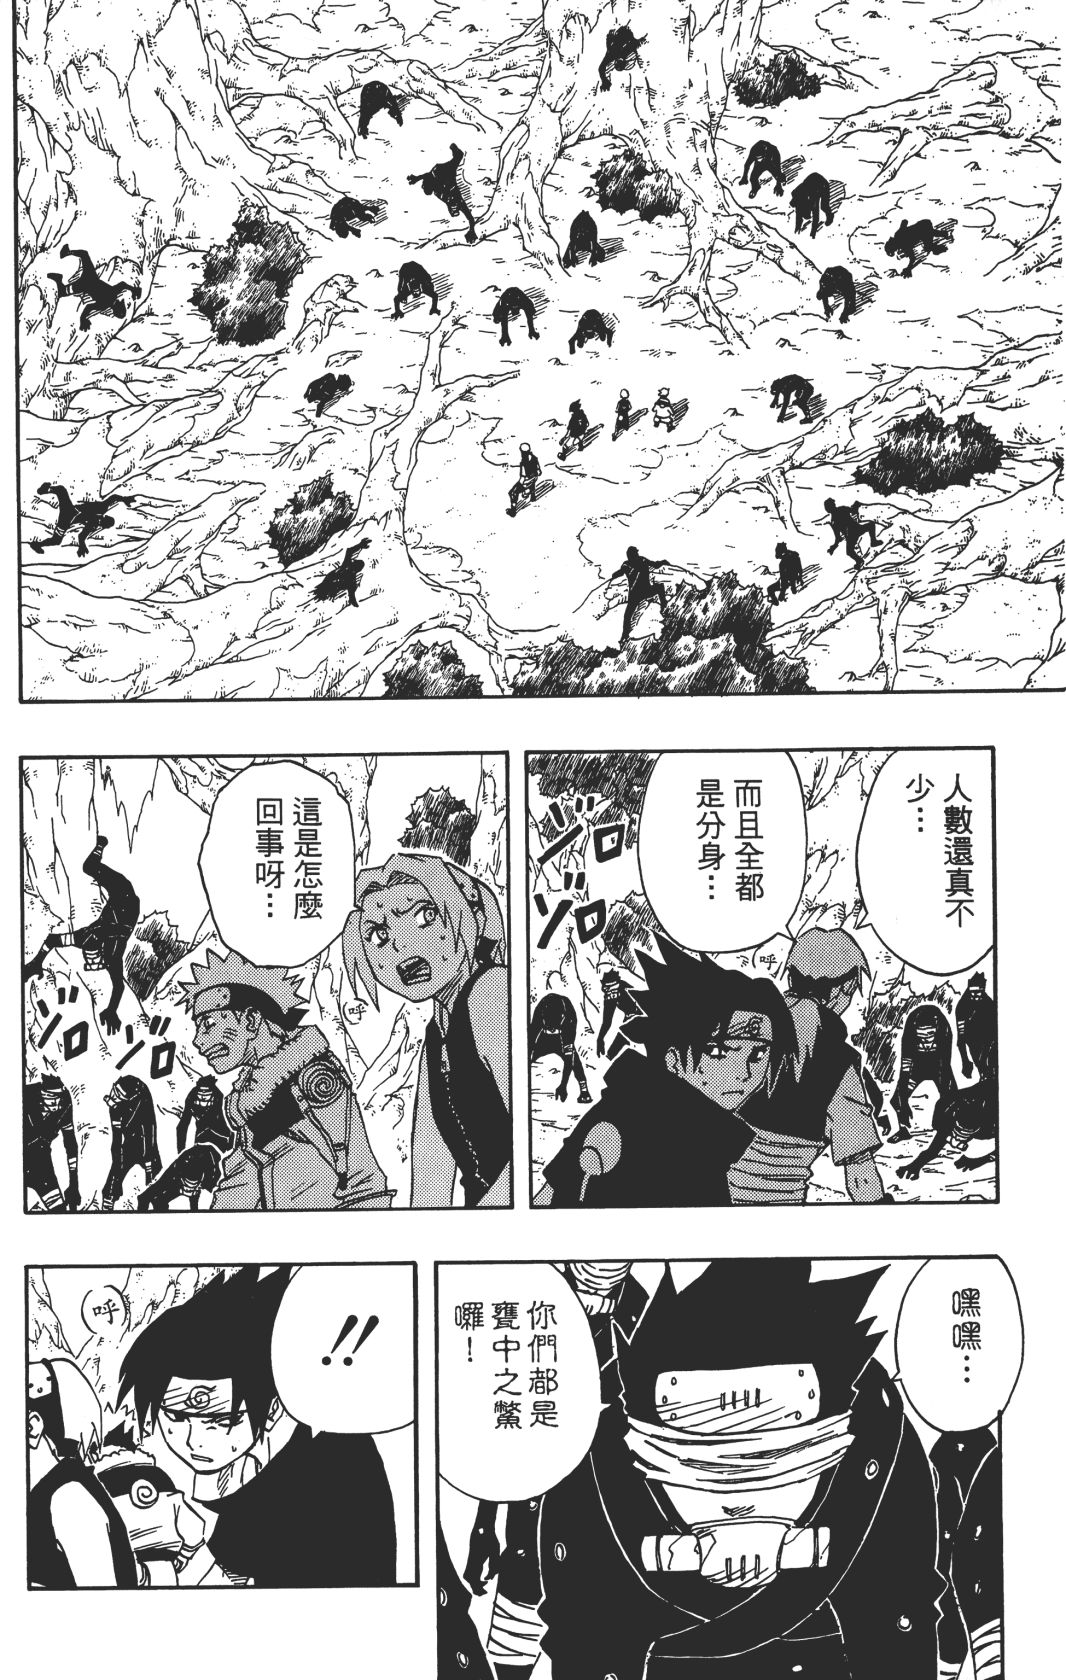 人數還真不
少…
而且全都
是分身…
ゾロ
ゾロ
呼
這是怎麼
回事呀…
呼
ゾロ
ゾロ
嘿嘿…
你們都是
甕中之鱉
囉！
!!
呼